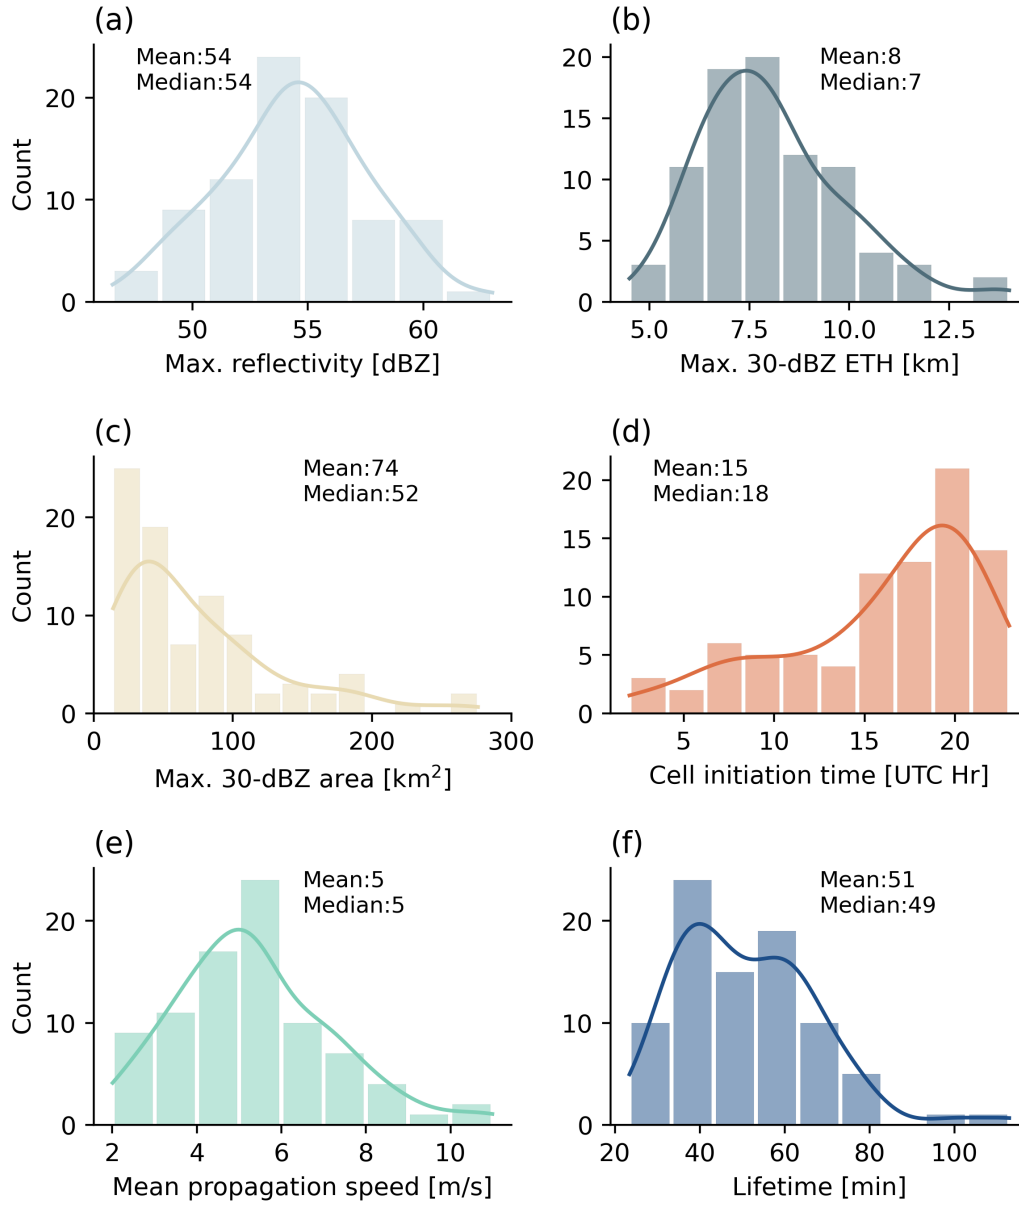 (a)
Mean:54
Median:54
Count
20
10
0
50 55 60
Max. reflectivity [dBZ]
(b)
Mean:8
Median:7
20
15
10
5
0
5.0 7.5 10.0 12.5
Max. 30-dBZ ETH [km]
(c)
Mean:74
Median:52
Count
20
10
0
0 100 200 300
Max. 30-dBZ area [km²]
(d)
Mean:15
Median:18
20
15
10
5
0
5 10 15 20
Cell initiation time [UTC Hr]
(e)
Mean:5
Median:5
Count
20
10
0
2 4 6 8 10
Mean propagation speed [m/s]
(f)
Mean:51
Median:49
20
10
0
20 40 60 80 100
Lifetime [min]